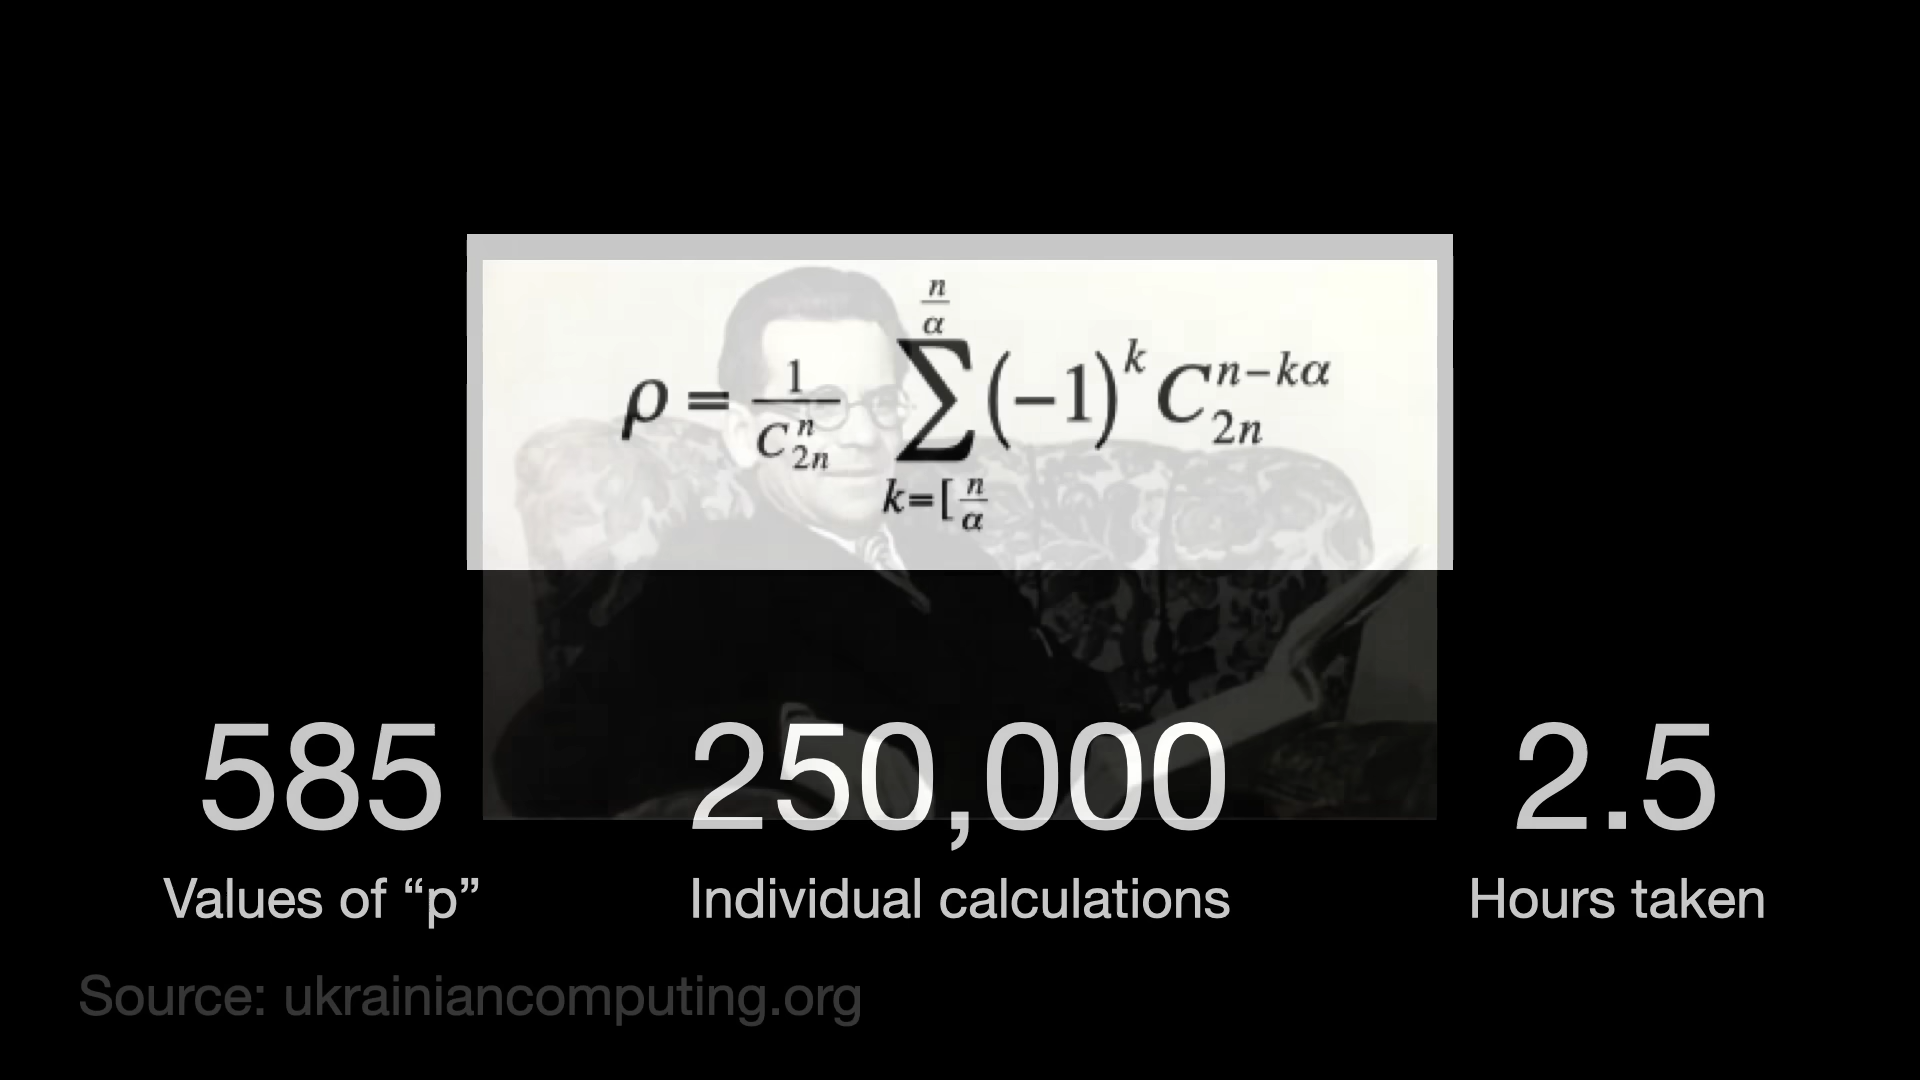 ρ = 1/C_{2n}^{n} ∑_{k=[n/α}^{n/α} (−1)^k C_{2n}^{n−kα}
585 250,000 2.5
Values of “p” Individual calculations Hours taken
Source: ukrainiancomputing.org